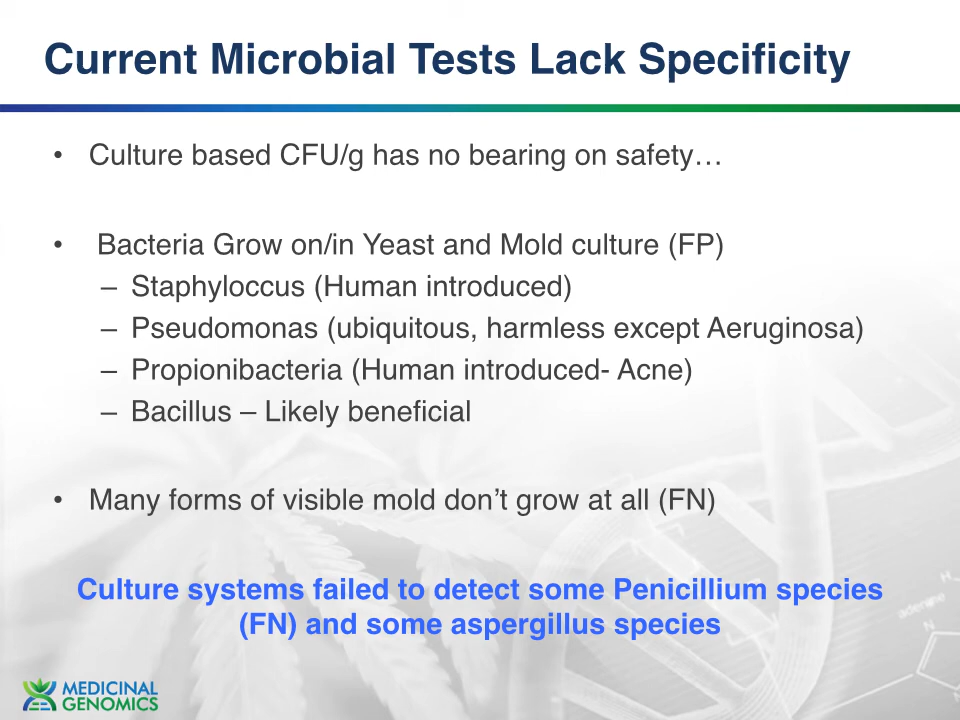 Current Microbial Tests Lack Specificity
• Culture based CFU/g has no bearing on safety…
• Bacteria Grow on/in Yeast and Mold culture (FP)
– Staphyloccus (Human introduced)
– Pseudomonas (ubiquitous, harmless except Aeruginosa)
– Propionibacteria (Human introduced- Acne)
– Bacillus – Likely beneficial
• Many forms of visible mold don’t grow at all (FN)
Culture systems failed to detect some Penicillium species
(FN) and some aspergillus species
adenine
MEDICINAL
GENOMICS